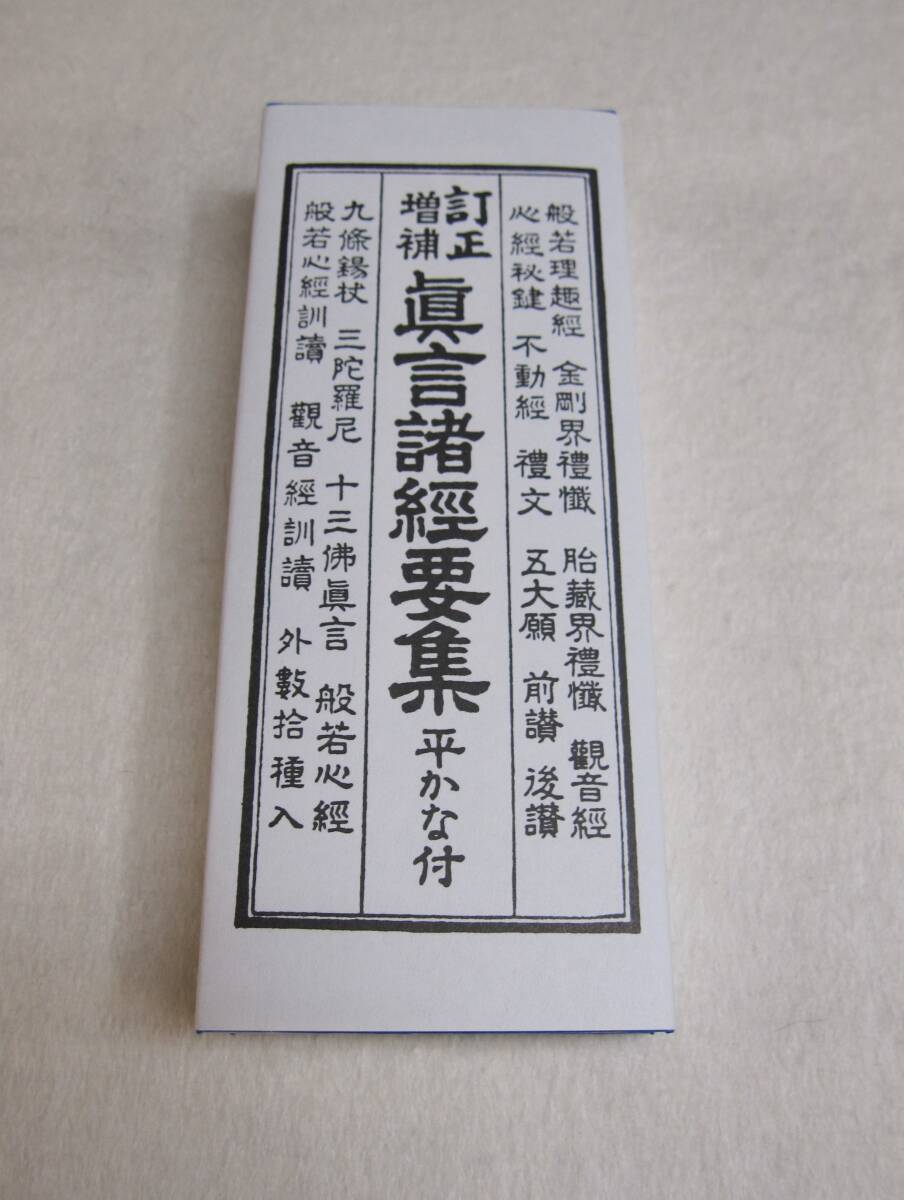 般若理趣經 金剛界禮懺 胎藏界禮懺 觀音經
心經秘鍵 不動經 禮文 五大願 前讃 後讃
訂正
増補
眞言諸經要集 平かな付
九條錫杖 三陀羅尼 十三佛眞言 般若心經
般若心經訓讀 觀音經訓讀 外數拾種入